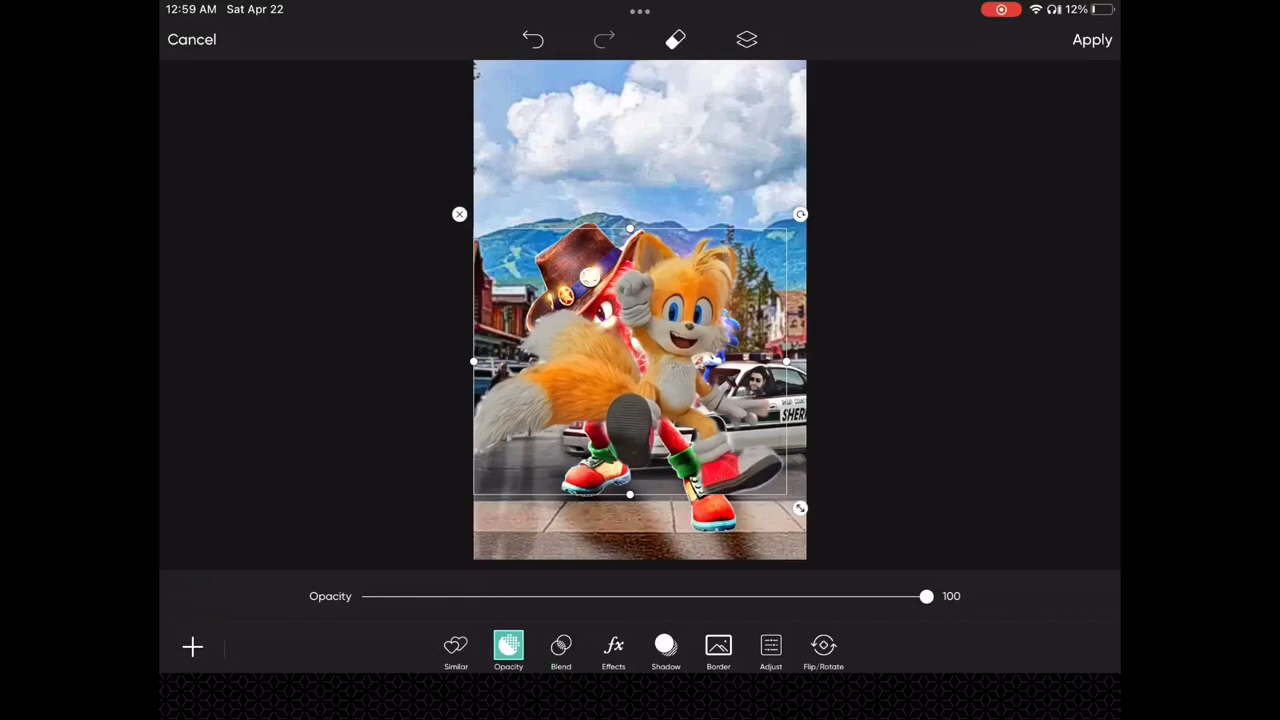 12:59 AM Sat Apr 22
12%
Cancel
Apply
SHERI
Opacity
100
Similar
Opacity
Blend
fx
Effects
Shadow
Border
Adjust
Flip/Rotate